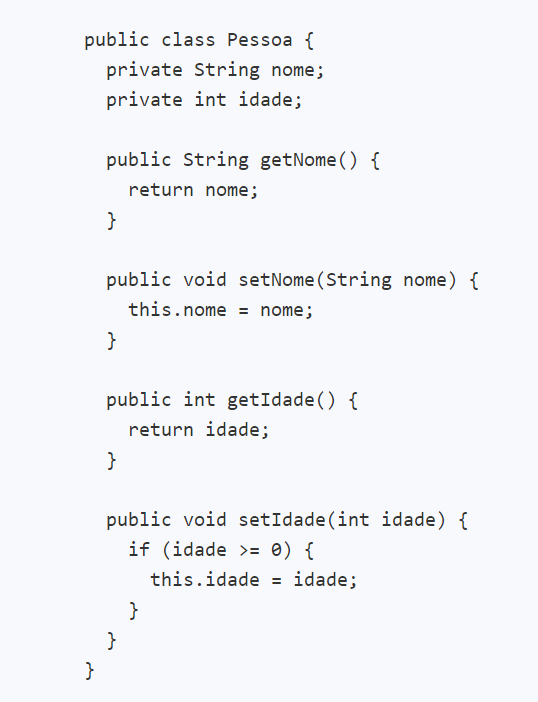 public class Pessoa {
  private String nome;
  private int idade;

  public String getNome() {
    return nome;
  }

  public void setNome(String nome) {
    this.nome = nome;
  }

  public int getIdade() {
    return idade;
  }

  public void setIdade(int idade) {
    if (idade >= 0) {
      this.idade = idade;
    }
  }
}